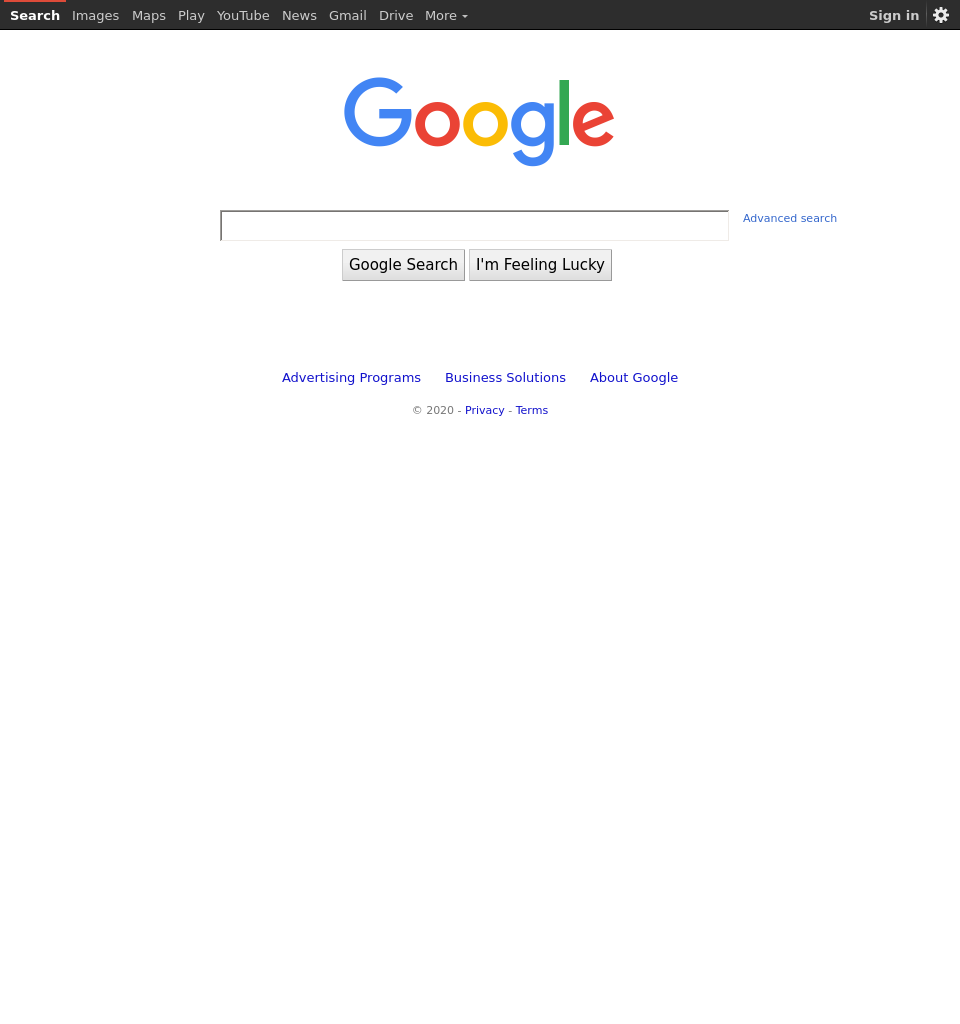 Search Images Maps Play YouTube News Gmail Drive More Sign in
Google
Advanced search
Google Search I'm Feeling Lucky
Advertising Programs Business Solutions About Google
© 2020 - Privacy - Terms